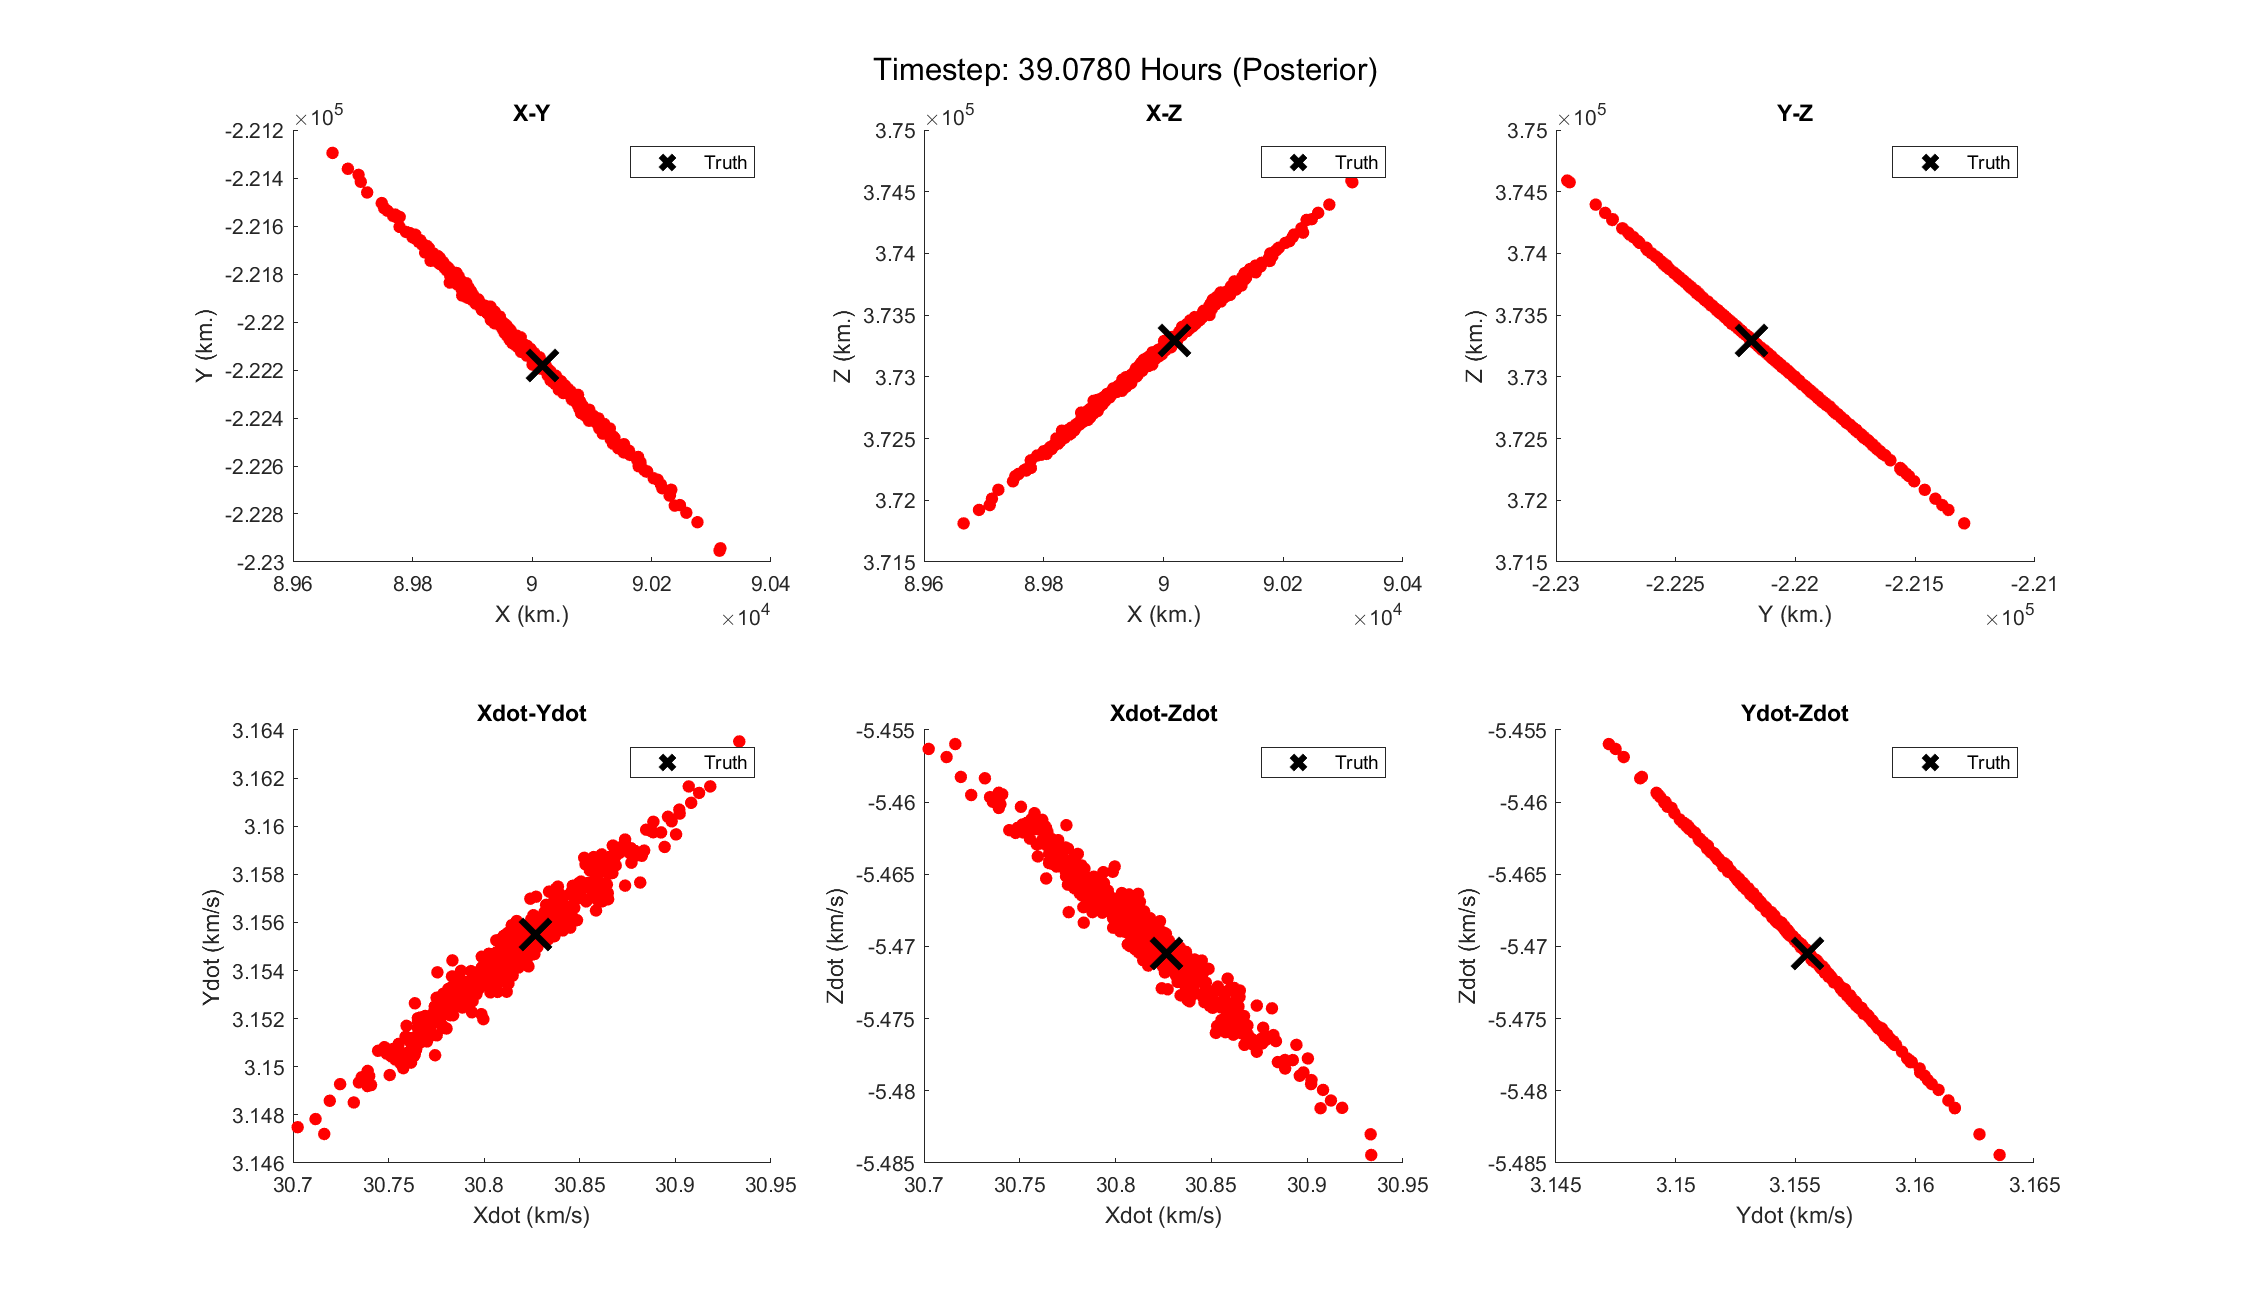 Timestep: 39.0780 Hours (Posterior)
X-Y
×10^5
-2.212
-2.214
-2.216
-2.218
-2.22
-2.222
-2.224
-2.226
-2.228
-2.23
Y (km.)
Truth
8.96 8.98 9 9.02 9.04
X (km.)
×10^4
X-Z
×10^5
3.75
3.745
3.74
3.735
3.73
3.725
3.72
3.715
Z (km.)
Truth
8.96 8.98 9 9.02 9.04
X (km.)
×10^4
Y-Z
×10^5
3.75
3.745
3.74
3.735
3.73
3.725
3.72
3.715
Z (km.)
Truth
-2.23 -2.225 -2.22 -2.215 -2.21
Y (km.)
×10^5
Xdot-Ydot
3.164
3.162
3.16
3.158
3.156
3.154
3.152
3.15
3.148
3.146
Ydot (km/s)
Truth
30.7 30.75 30.8 30.85 30.9 30.95
Xdot (km/s)
Xdot-Zdot
-5.455
-5.46
-5.465
-5.47
-5.475
-5.48
-5.485
Zdot (km/s)
Truth
30.7 30.75 30.8 30.85 30.9 30.95
Xdot (km/s)
Ydot-Zdot
-5.455
-5.46
-5.465
-5.47
-5.475
-5.48
-5.485
Zdot (km/s)
Truth
3.145 3.15 3.155 3.16 3.165
Ydot (km/s)